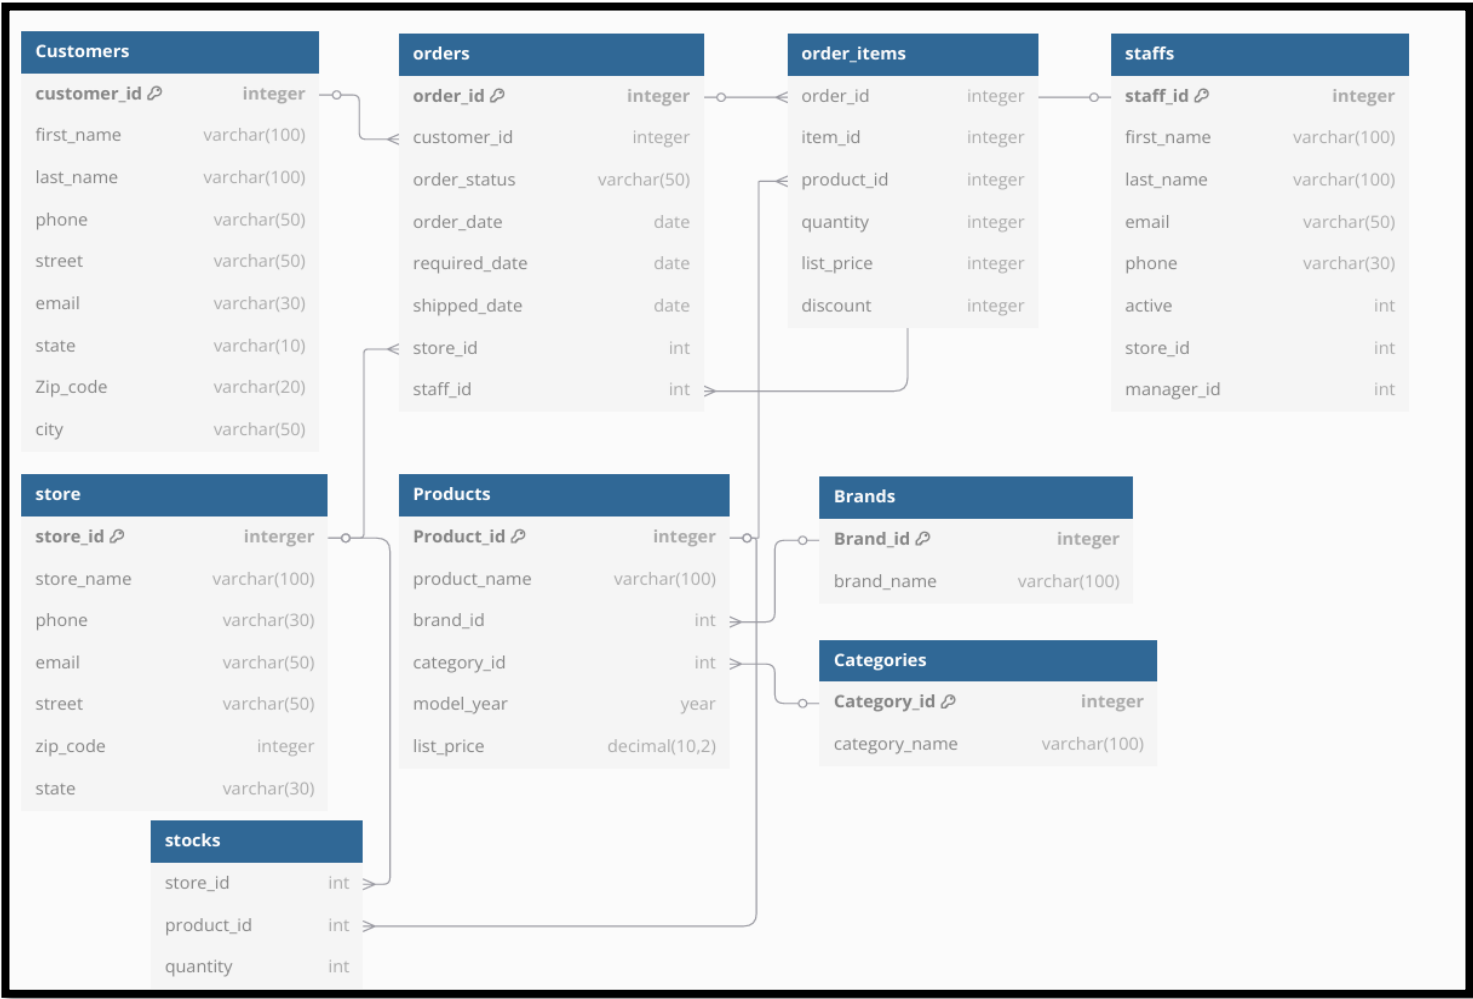 Customers
customer_id integer
first_name varchar(100)
last_name varchar(100)
phone varchar(50)
street varchar(50)
email varchar(30)
state varchar(10)
Zip_code varchar(20)
city varchar(50)
orders
order_id integer
customer_id integer
order_status varchar(50)
order_date date
required_date date
shipped_date date
store_id int
staff_id int
order_items
order_id integer
item_id integer
product_id integer
quantity integer
list_price integer
discount integer
staffs
staff_id integer
first_name varchar(100)
last_name varchar(100)
email varchar(50)
phone varchar(30)
active int
store_id int
manager_id int
store
store_id interger
store_name varchar(100)
phone varchar(30)
email varchar(50)
street varchar(50)
zip_code integer
state varchar(30)
Products
Product_id integer
product_name varchar(100)
brand_id int
category_id int
model_year year
list_price decimal(10,2)
Brands
Brand_id integer
brand_name varchar(100)
Categories
Category_id integer
category_name varchar(100)
stocks
store_id int
product_id int
quantity int